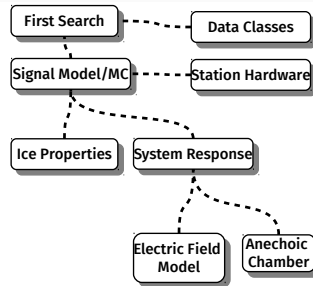 First Search
Data Classes
Signal Model/MC
Station Hardware
Ice Properties
System Response
Electric Field
Model
Anechoic
Chamber